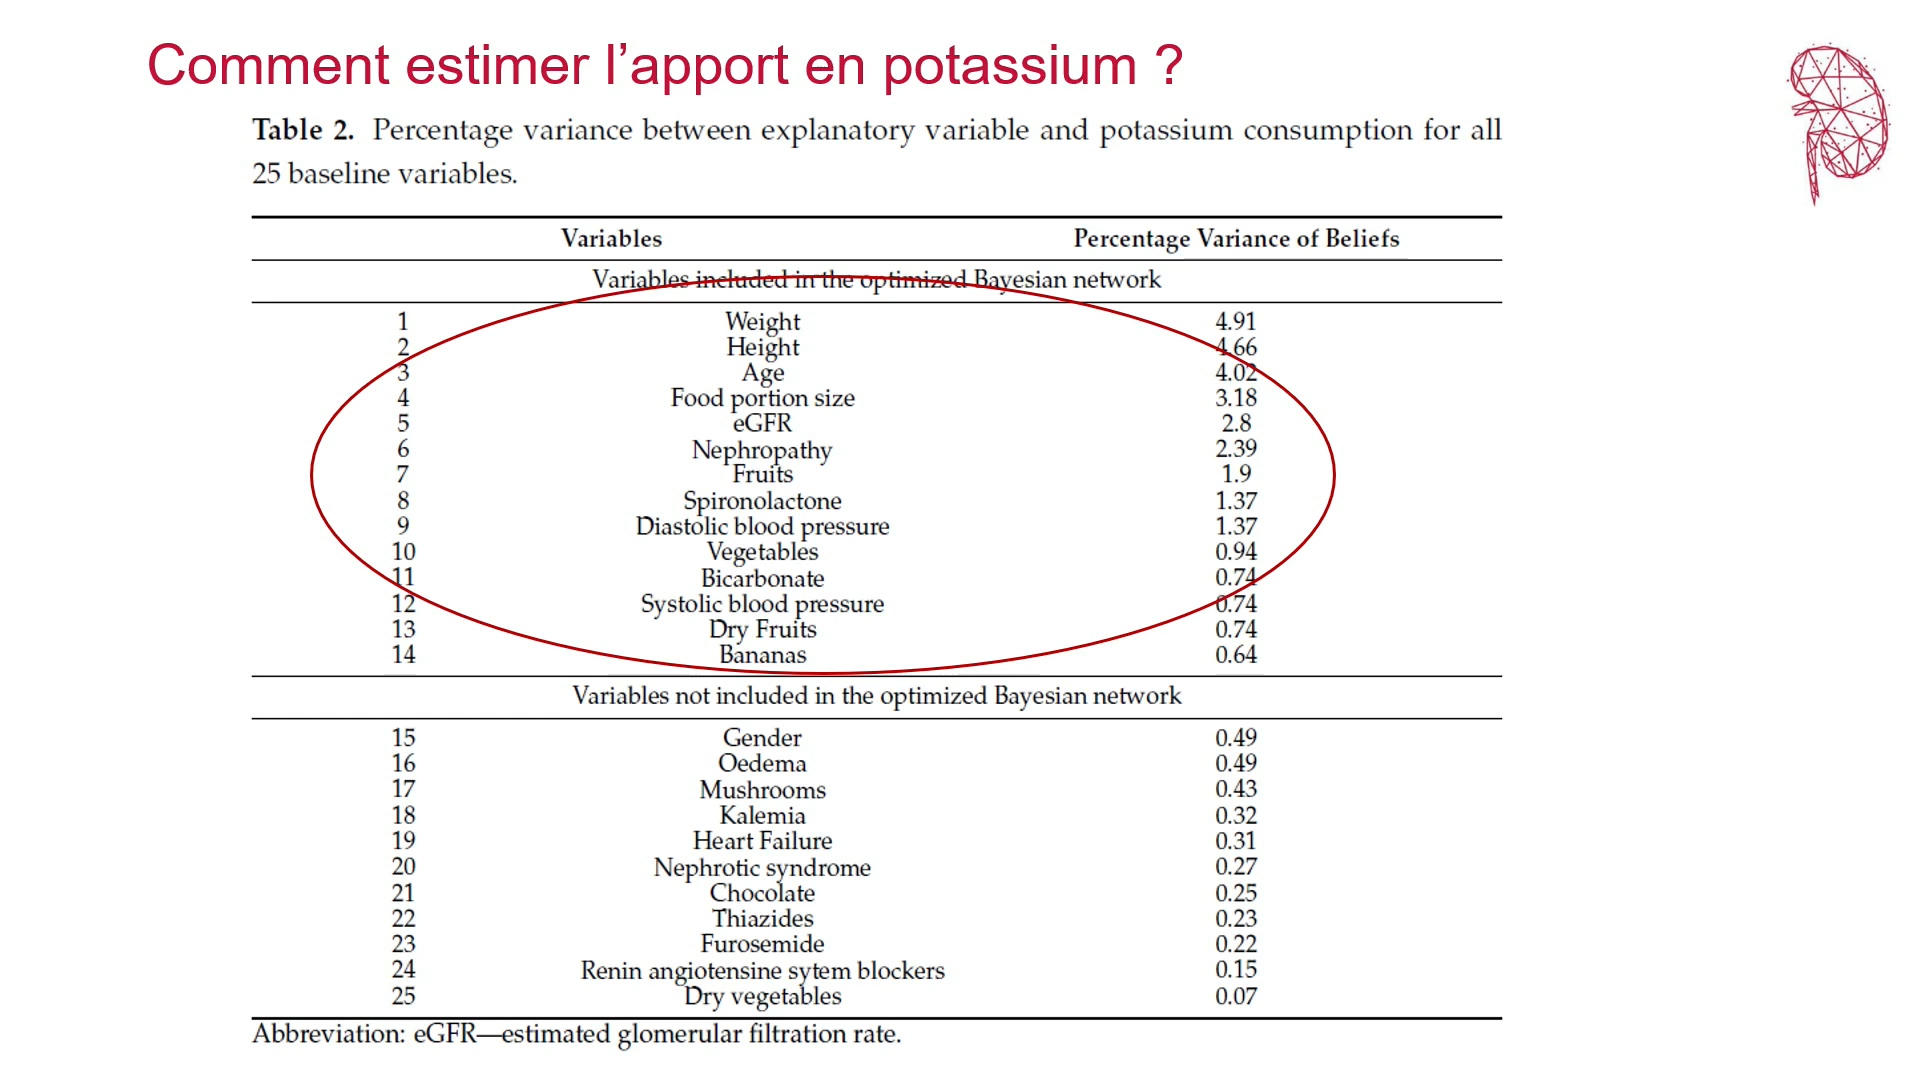 Comment estimer l’apport en potassium ?
Table 2. Percentage variance between explanatory variable and potassium consumption for all
25 baseline variables.
Variables Percentage Variance of Beliefs
Variables included in the optimized Bayesian network
1 Weight 4.91
2 Height 4.66
3 Age 4.02
4 Food portion size 3.18
5 eGFR 2.8
6 Nephropathy 2.39
7 Fruits 1.9
8 Spironolactone 1.37
9 Diastolic blood pressure 1.37
10 Vegetables 0.94
11 Bicarbonate 0.74
12 Systolic blood pressure 0.74
13 Dry Fruits 0.74
14 Bananas 0.64
Variables not included in the optimized Bayesian network
15 Gender 0.49
16 Oedema 0.49
17 Mushrooms 0.43
18 Kalemia 0.32
19 Heart Failure 0.31
20 Nephrotic syndrome 0.27
21 Chocolate 0.25
22 Thiazides 0.23
23 Furosemide 0.22
24 Renin angiotensine sytem blockers 0.15
25 Dry vegetables 0.07
Abbreviation: eGFR—estimated glomerular filtration rate.